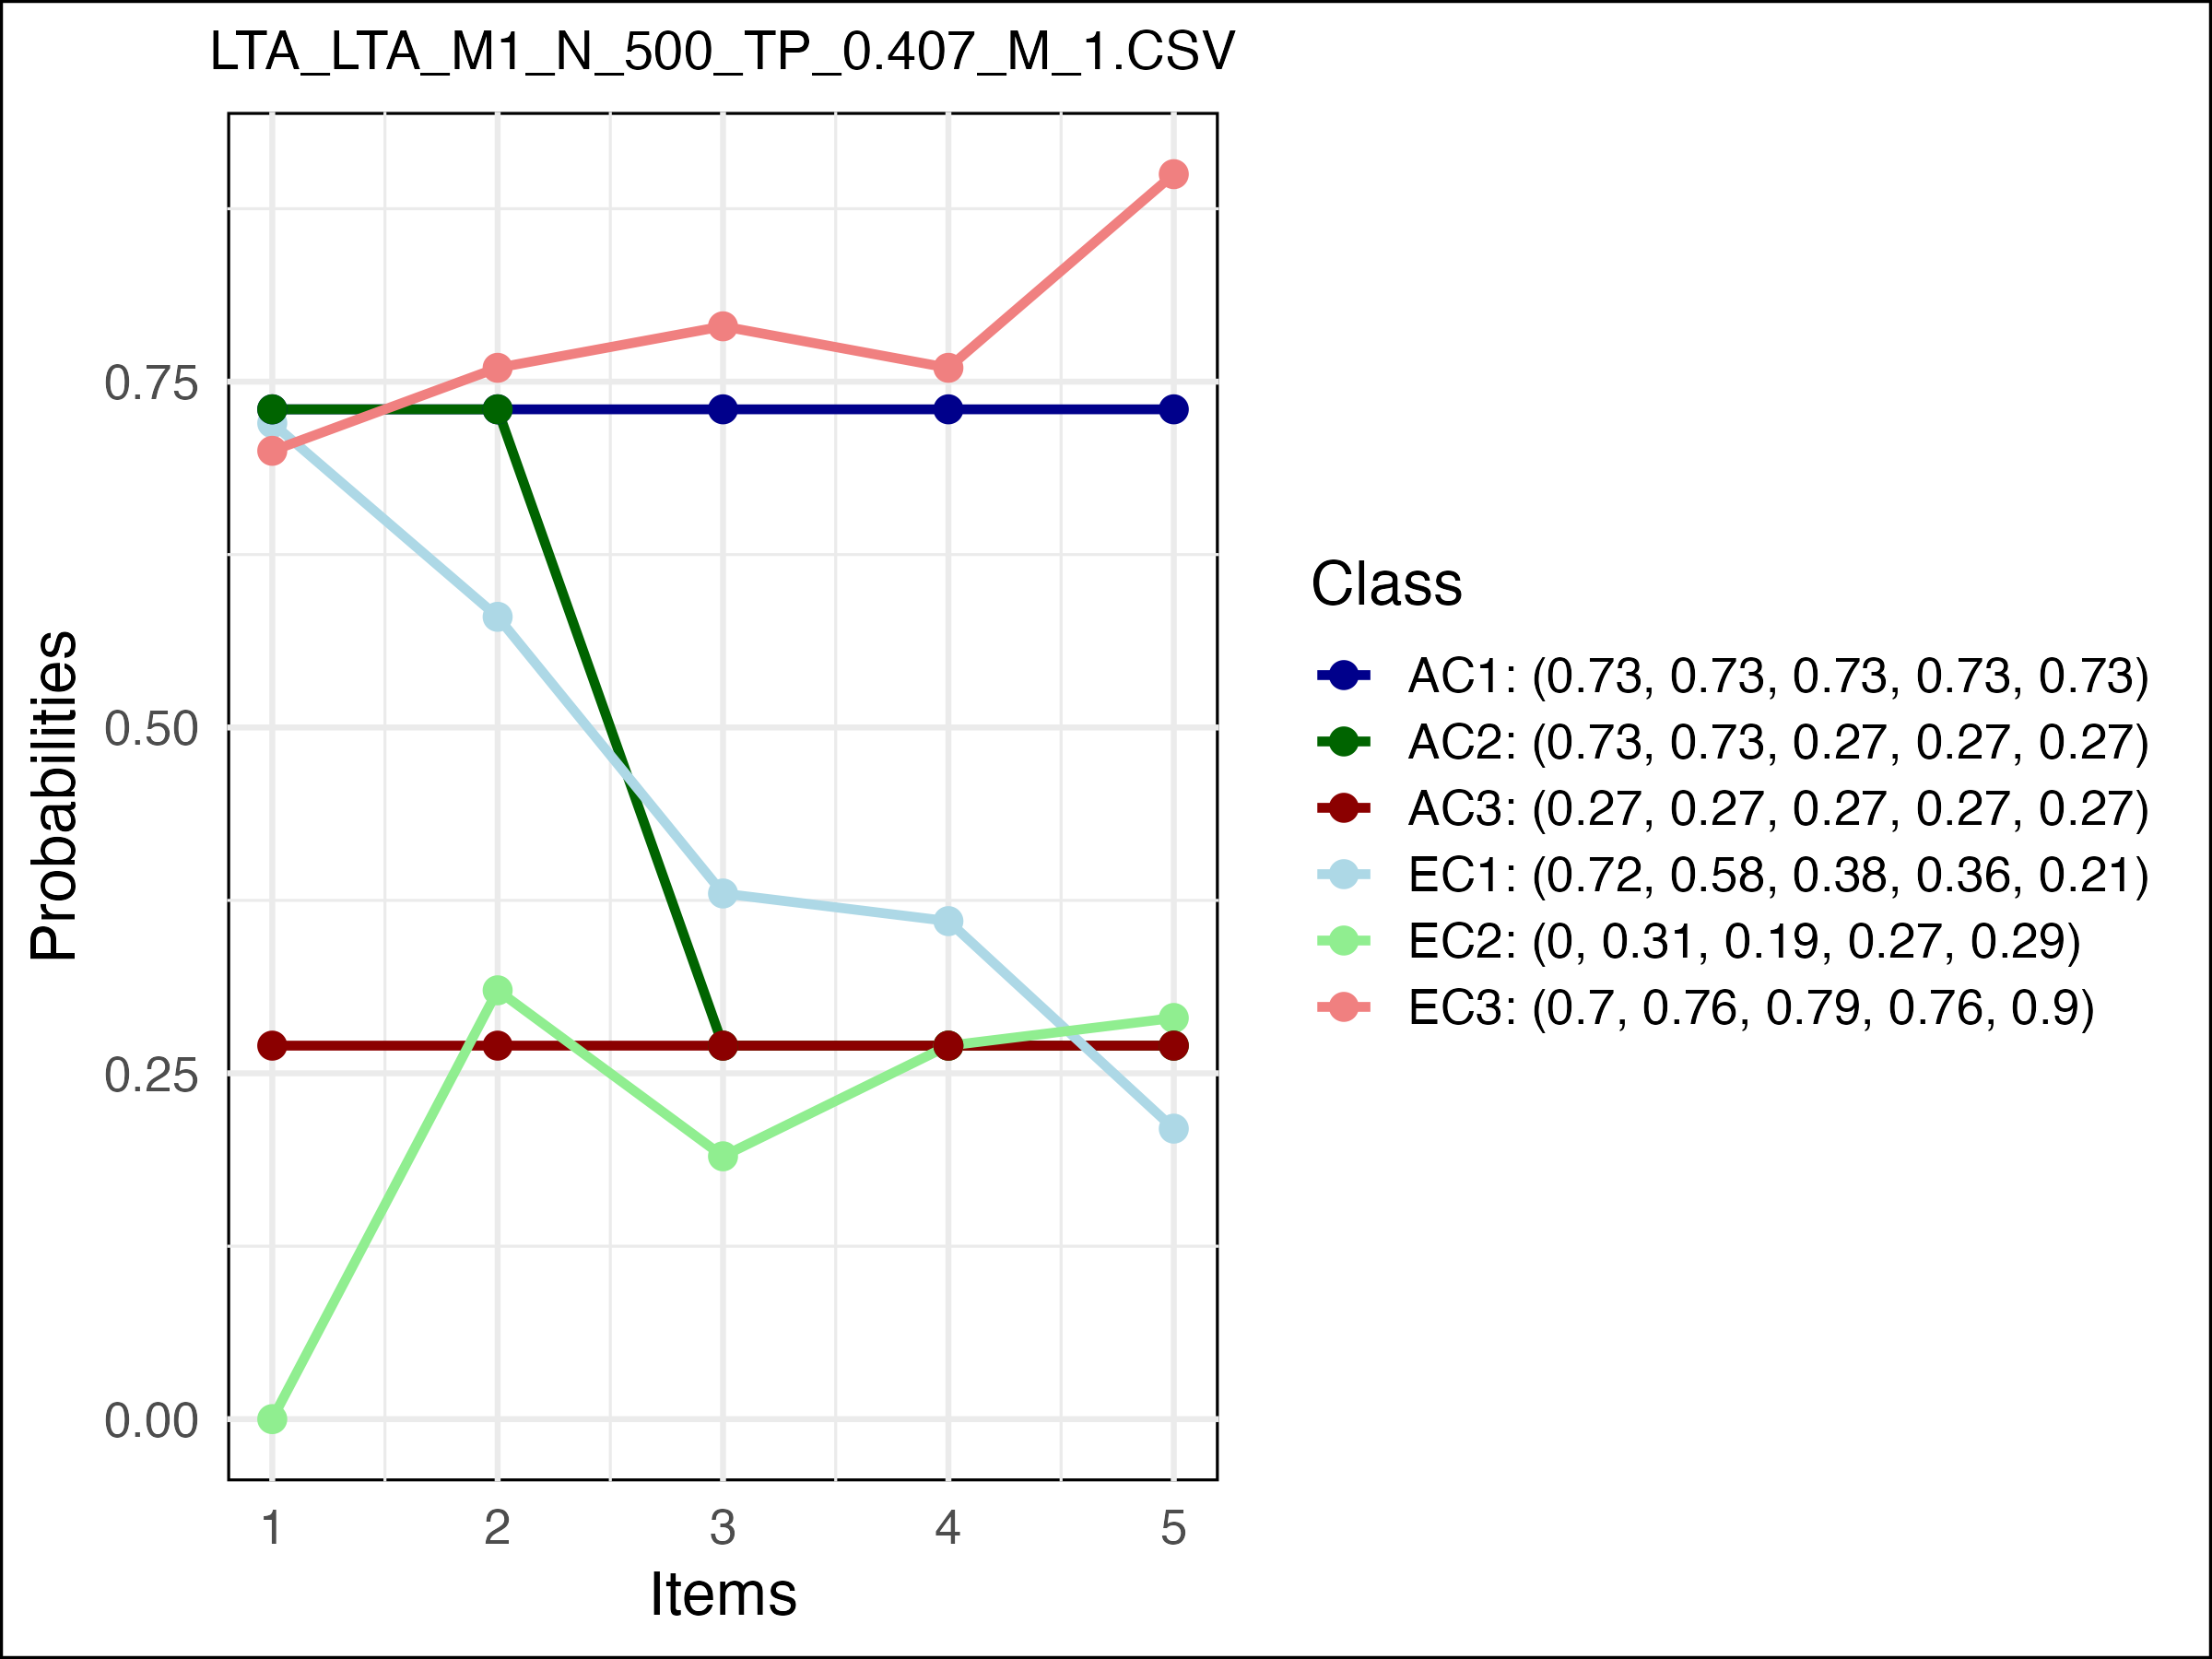 LTA_LTA_M1_N_500_TP_0.407_M_1.CSV
Probabilities
0.75
0.50
0.25
0.00
1 2 3 4 5
Items
Class
AC1: (0.73, 0.73, 0.73, 0.73, 0.73)
AC2: (0.73, 0.73, 0.27, 0.27, 0.27)
AC3: (0.27, 0.27, 0.27, 0.27, 0.27)
EC1: (0.72, 0.58, 0.38, 0.36, 0.21)
EC2: (0, 0.31, 0.19, 0.27, 0.29)
EC3: (0.7, 0.76, 0.79, 0.76, 0.9)